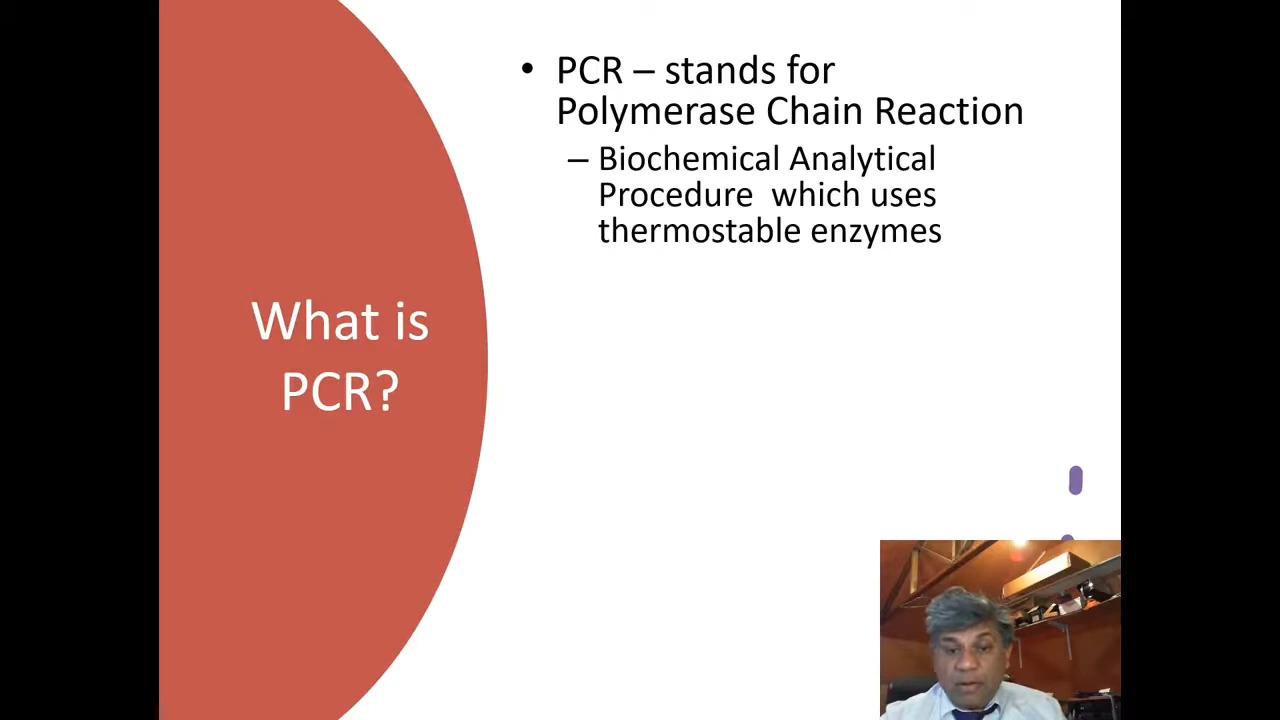 What is
PCR?
• PCR – stands for
Polymerase Chain Reaction
– Biochemical Analytical
Procedure  which uses
thermostable enzymes